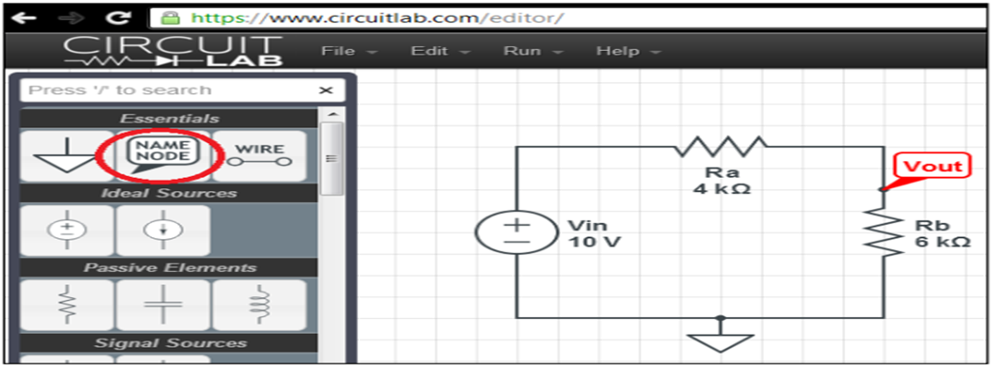 https://www.circuitlab.com/editor/
CIRCUIT LAB
File Edit Run Help
Press '/' to search ×
Essentials
NAME NODE
WIRE
Ideal Sources
Passive Elements
Signal Sources
Ra
4 kΩ
Vout
Vin
10 V
Rb
6 kΩ